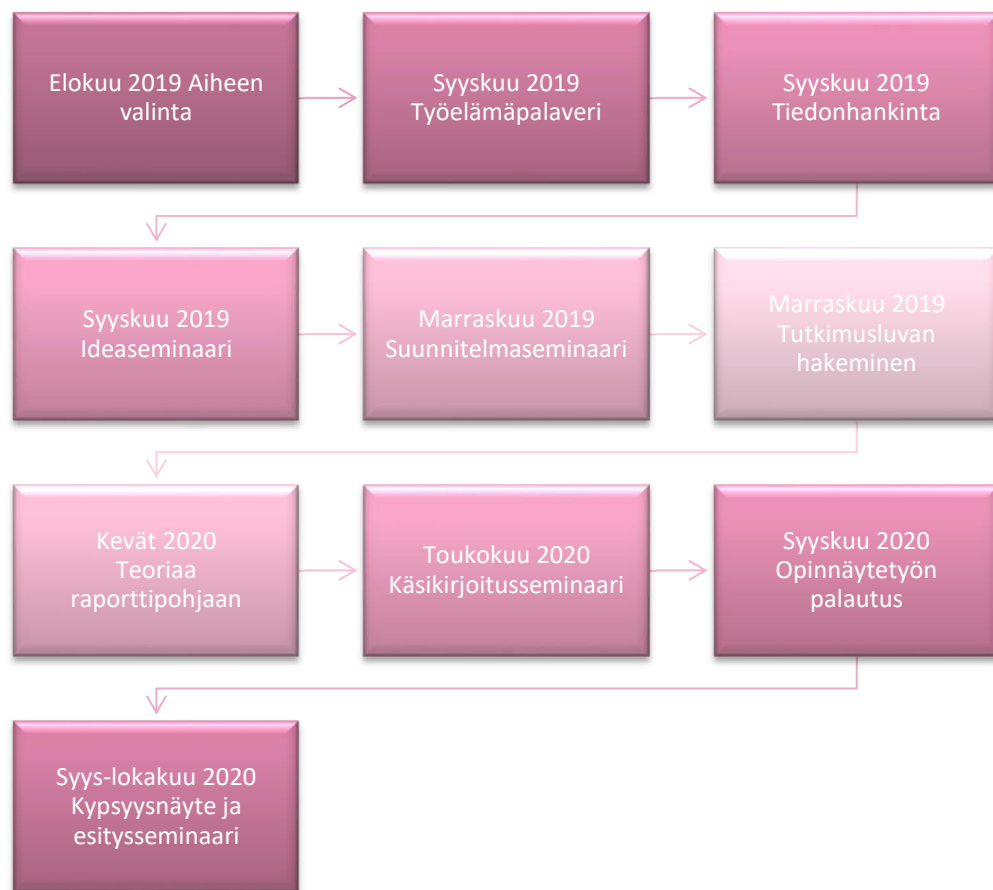 Elokuu 2019 Aiheen
valinta
Syyskuu 2019
Työelämäpalaveri
Syyskuu 2019
Tiedonhankinta
Syyskuu 2019
Ideaseminaari
Marraskuu 2019
Suunnitelmaseminaari
Marraskuu 2019
Tutkimusluvan
hakeminen
Kevät 2020
Teoriaa
raporttipohjaan
Toukokuu 2020
Käsikirjoitusseminaari
Syyskuu 2020
Opinnäytetyön
palautus
Syys-lokakuu 2020
Kypsyysnäyte ja
esitysseminaari